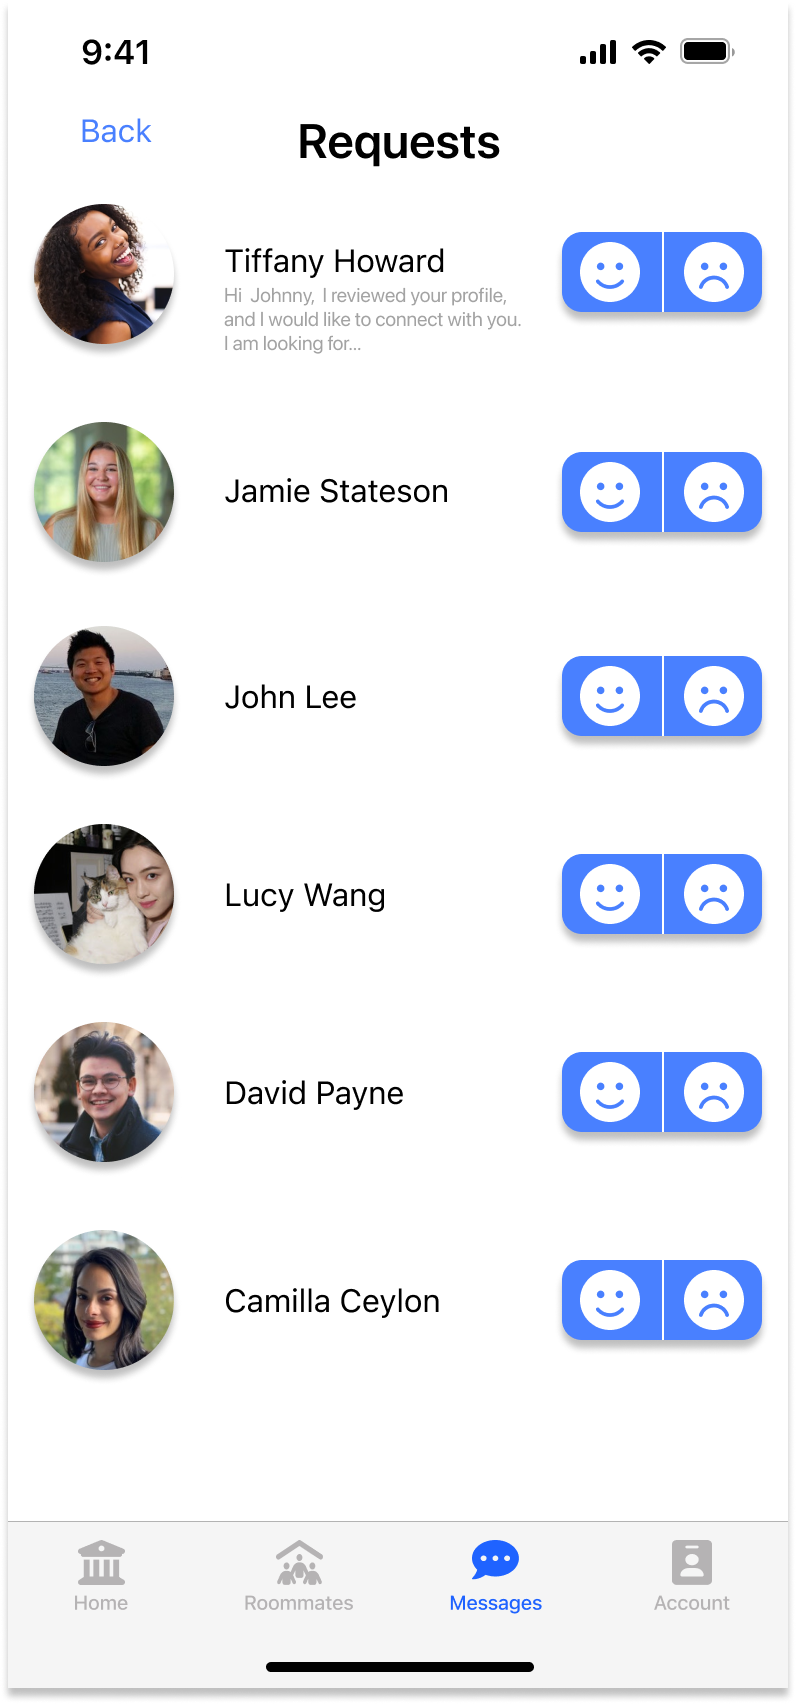 9:41
Back
Requests
Tiffany Howard
Hi Johnny, I reviewed your profile,
and I would like to connect with you.
I am looking for...
Jamie Stateson
John Lee
Lucy Wang
David Payne
Camilla Ceylon
Home
Roommates
Messages
Account